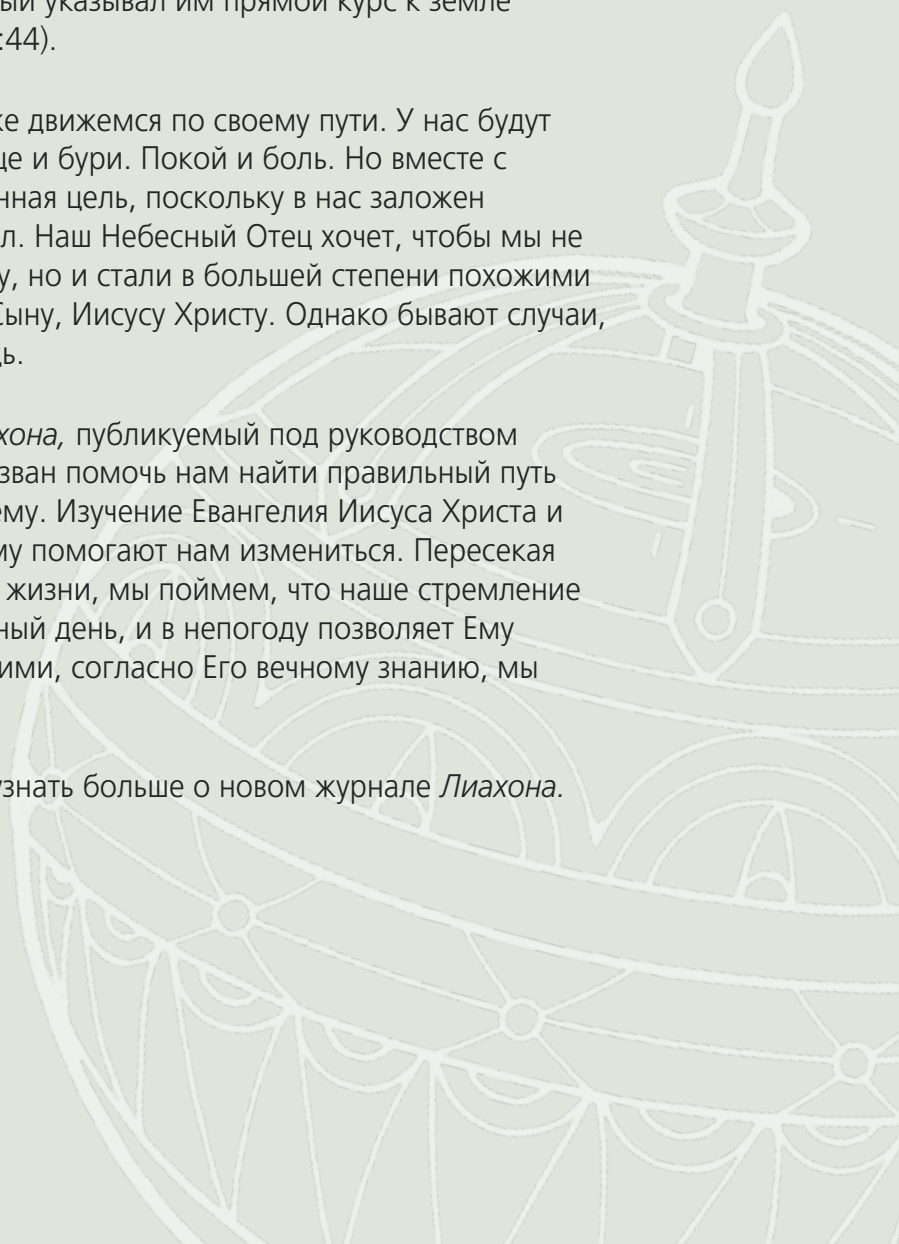 ый указывал им прямой курс к земле
:44).
ке движемся по своему пути. У нас будут
це и бури. Покой и боль. Но вместе с
нная цель, поскольку в нас заложен
л. Наш Небесный Отец хочет, чтобы мы не
у, но и стали в большей степени похожими
Сыну, Иисусу Христу. Однако бывают случаи,
ць.
хона, публикуемый под руководством
зван помочь нам найти правильный путь
ему. Изучение Евангелия Иисуса Христа и
му помогают нам измениться. Пересекая
жизни, мы поймем, что наше стремление
ный день, и в непогоду позволяет Ему
ими, согласно Его вечному знанию, мы
узнать больше о новом журнале Лиахона.